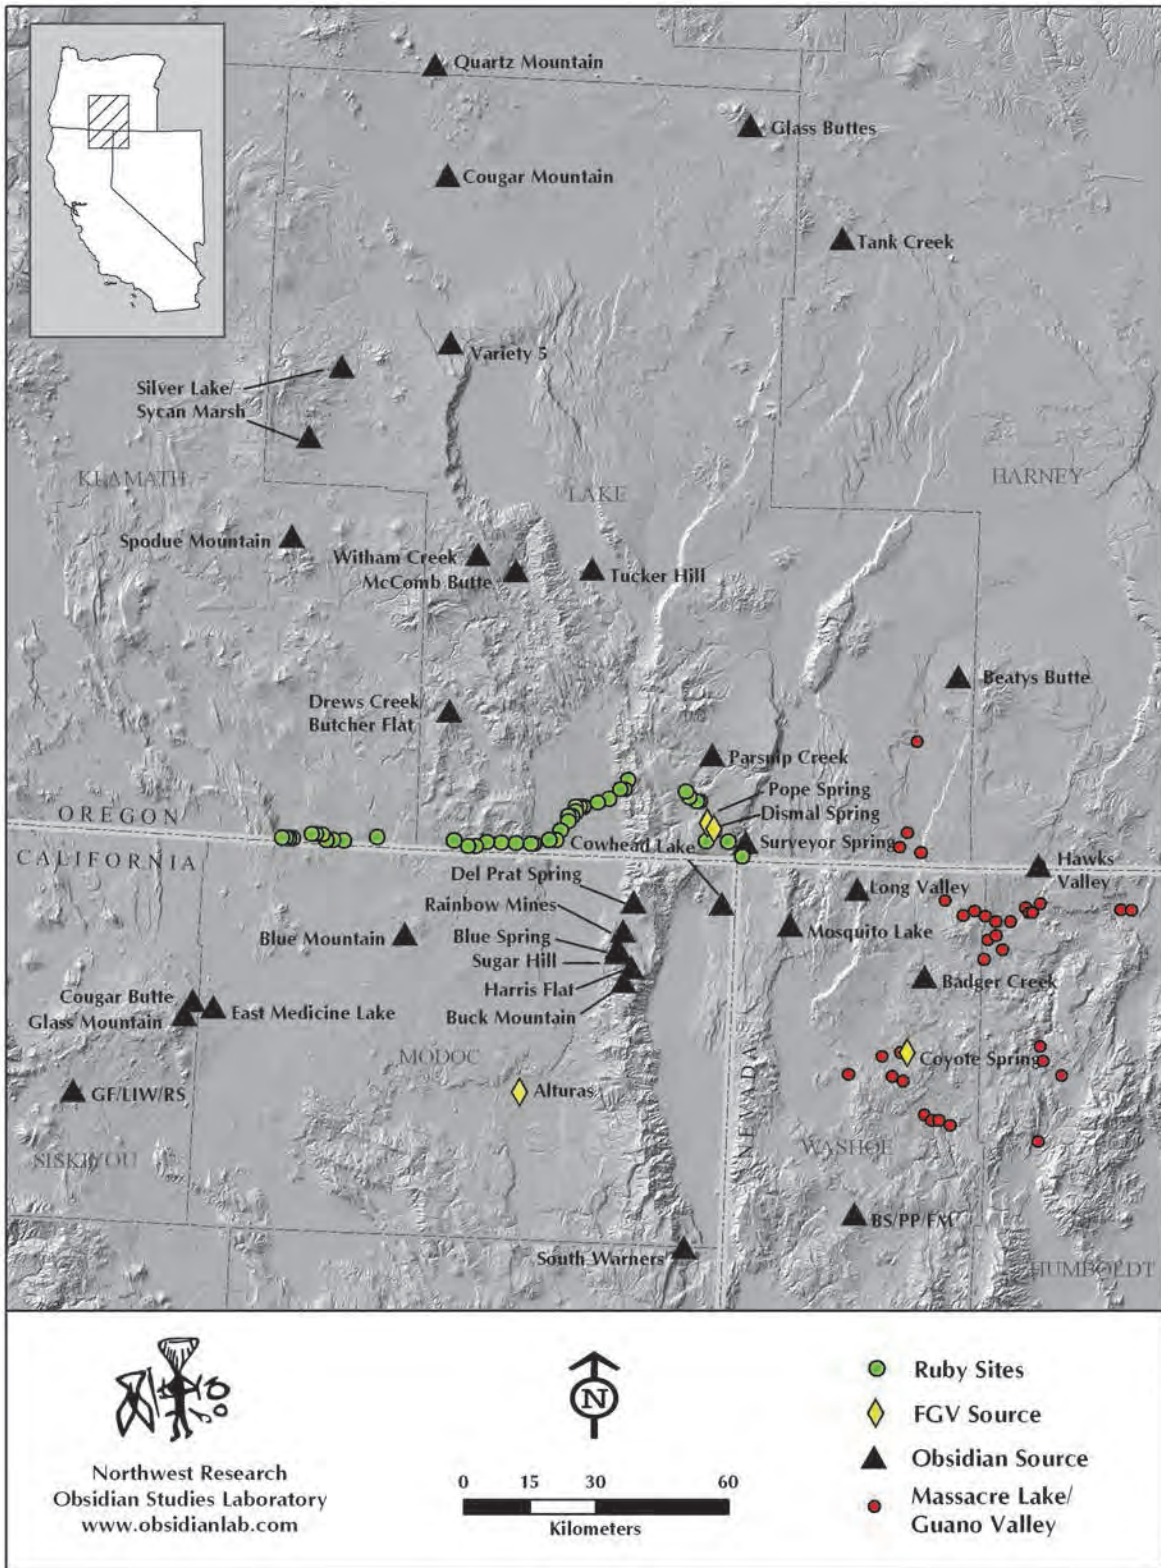 Quartz Mountain
Glass Buttes
Cougar Mountain
Tank Creek
Variety 5
Silver Lake/
Sycan Marsh
KLAMATH
LAKE
HARNEY
Spodue Mountain
Witham Creek
McComb Butte
Tucker Hill
Beatys Butte
Drews Creek
Butcher Flat
Parsnip Creek
Pope Spring
Dismal Spring
OREGON
Cowhead Lake
Surveyor Spring
CALIFORNIA
Hawks
Valley
Del Prat Spring
Long Valley
Rainbow Mines
Blue Mountain
Blue Spring
Mosquito Lake
Sugar Hill
Harris Flat
Badger Creek
Cougar Butte
Glass Mountain
East Medicine Lake
Buck Mountain
MODOC
Coyote Spring
NEVADA
GF/LIW/RS
Alturas
SISKIYOU
WASHOE
BS/PP/FM
South Warners
HUMBOLDT
Northwest Research
Obsidian Studies Laboratory
www.obsidianlab.com
N
0 15 30 60
Kilometers
Ruby Sites
FGV Source
Obsidian Source
Massacre Lake/
Guano Valley